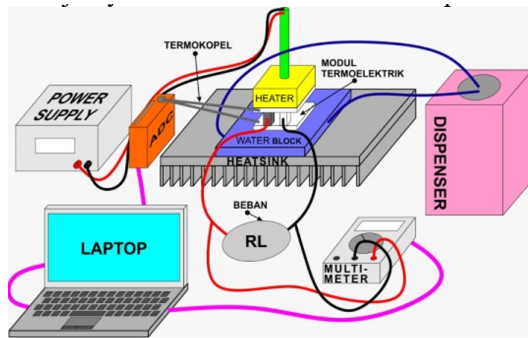 TERMOKOPEL
MODUL
TERMOELEKTRIK
POWER
SUPPLY
ADC
HEATER
WATER BLOCK
HEATSINK
DISPENSER
BEBAN
RL
LAPTOP
MULTI-
METER